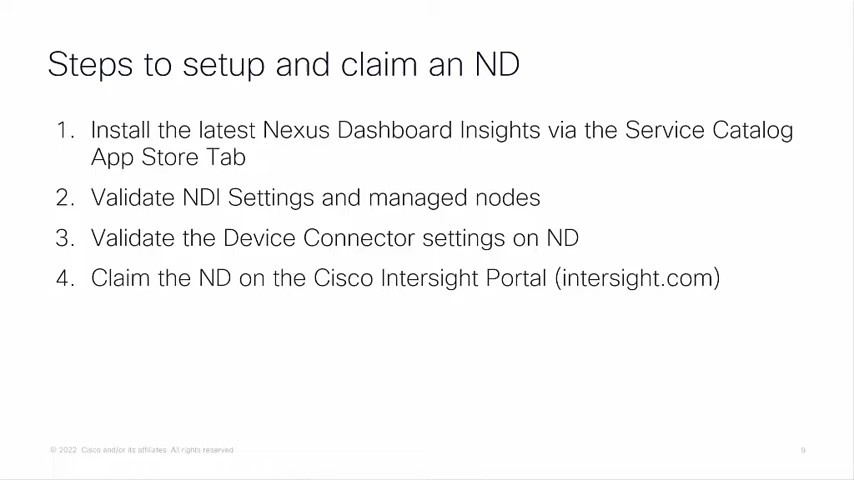 Steps to setup and claim an ND
1. Install the latest Nexus Dashboard Insights via the Service Catalog
App Store Tab
2. Validate NDI Settings and managed nodes
3. Validate the Device Connector settings on ND
4. Claim the ND on the Cisco Intersight Portal (intersight.com)
© 2022 Cisco and/or its affiliates. All rights reserved
9